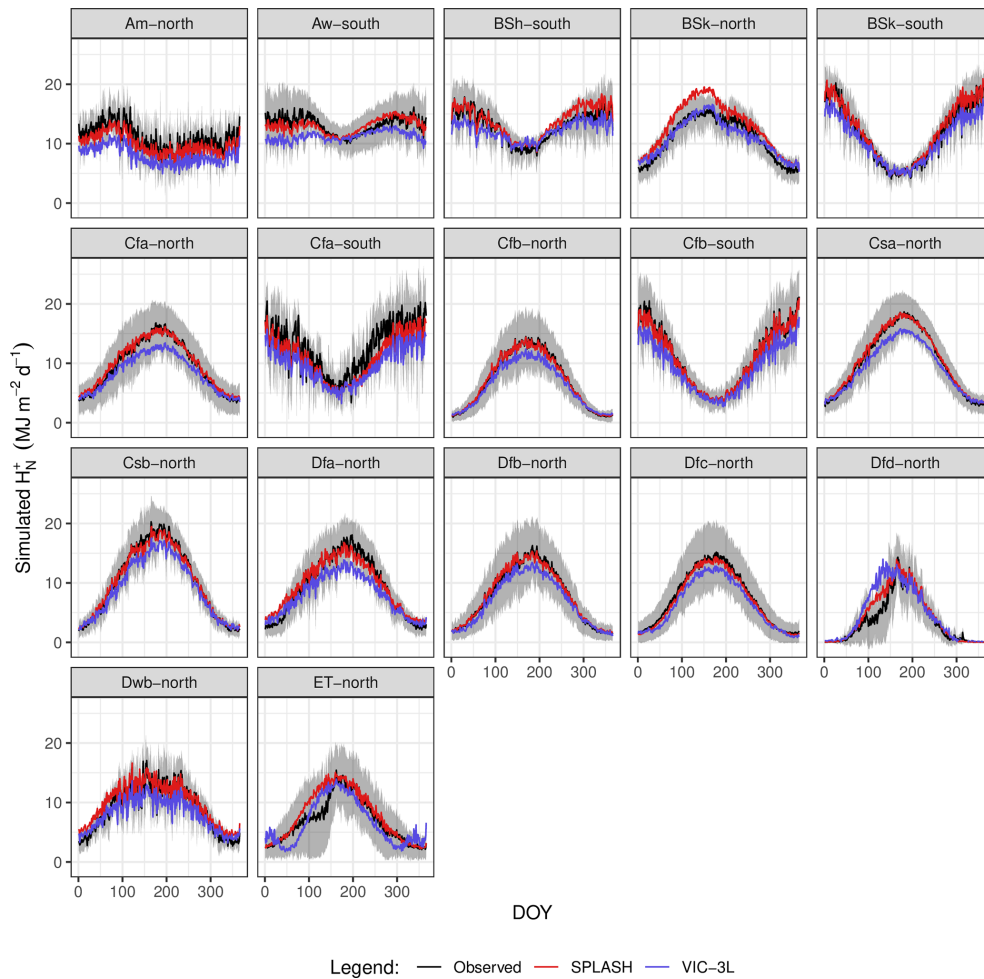 Am−north Aw−south BSh−south BSk−north BSk−south
20
10
0
Cfa−north Cfa−south Cfb−north Cfb−south Csa−north
20
10
0
Simulated H_N^+ (MJ m^−2 d^−1)
Csb−north Dfa−north Dfb−north Dfc−north Dfd−north
20
10
0
0 100 200 300 0 100 200 300 0 100 200 300
Dwb−north ET−north
20
10
0
0 100 200 300 0 100 200 300
DOY
Legend: Observed SPLASH VIC−3L